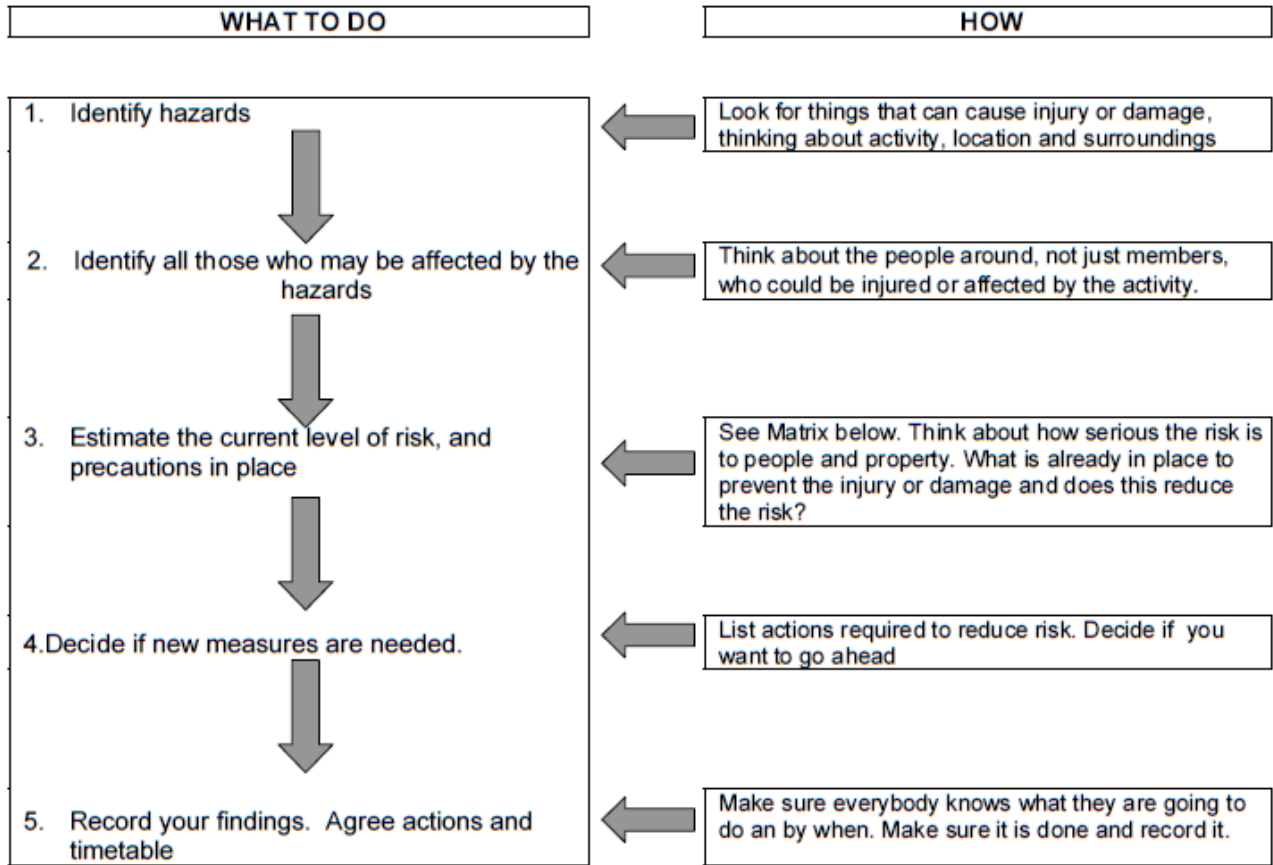 WHAT TO DO
HOW
1. Identify hazards
Look for things that can cause injury or damage,
thinking about activity, location and surroundings
2. Identify all those who may be affected by the
hazards
Think about the people around, not just members,
who could be injured or affected by the activity.
3. Estimate the current level of risk, and
precautions in place
See Matrix below. Think about how serious the risk is
to people and property. What is already in place to
prevent the injury or damage and does this reduce
the risk?
4.Decide if new measures are needed.
List actions required to reduce risk. Decide if you
want to go ahead
5. Record your findings. Agree actions and
timetable
Make sure everybody knows what they are going to
do an by when. Make sure it is done and record it.